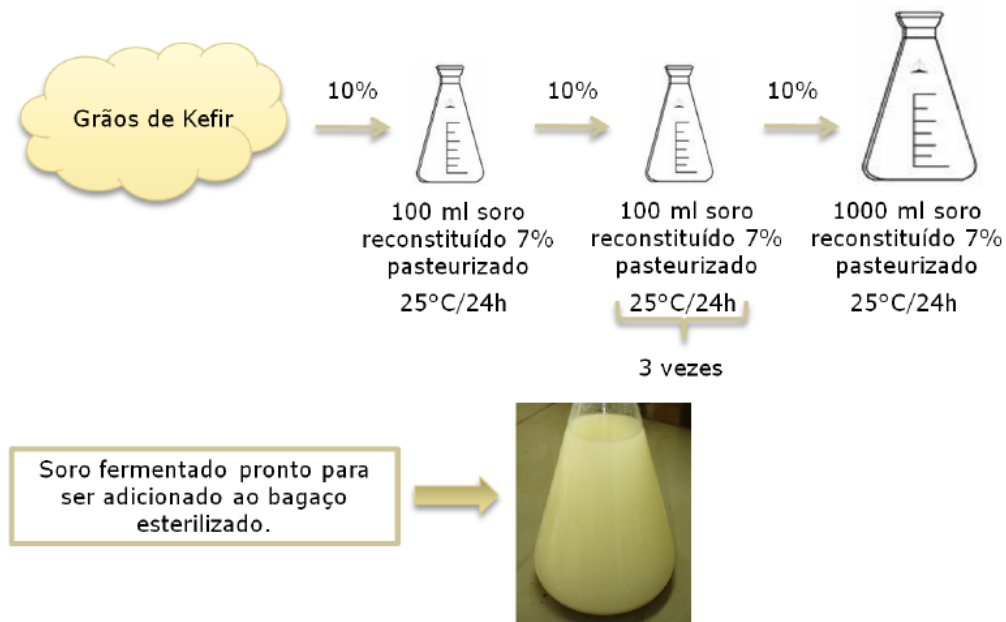 Grãos de Kefir
10%
10%
10%
100 ml soro
reconstituído 7%
pasteurizado
25°C/24h
100 ml soro
reconstituído 7%
pasteurizado
25°C/24h
3 vezes
1000 ml soro
reconstituído 7%
pasteurizado
25°C/24h
Soro fermentado pronto para
ser adicionado ao bagaço
esterilizado.